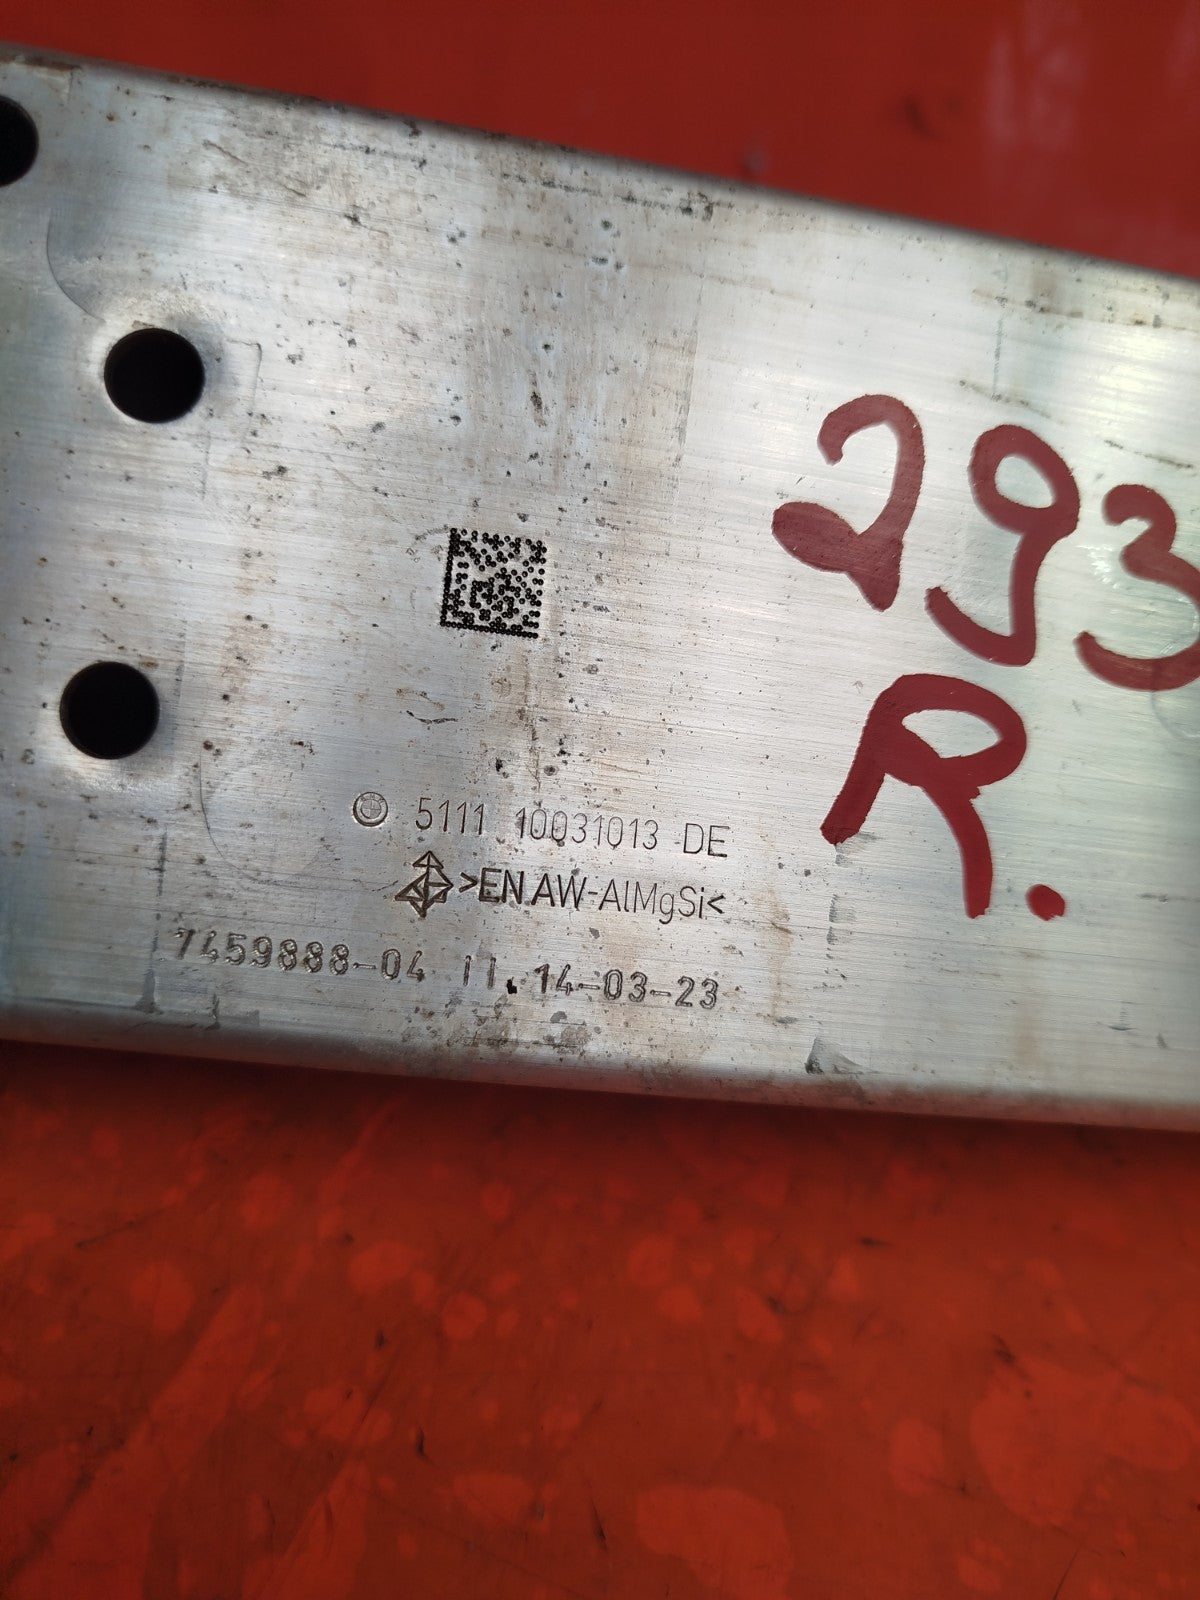 293
R.
5111 10031013 DE
>EN AW-AlMgSi<
7459888-04 11. 14-03-23